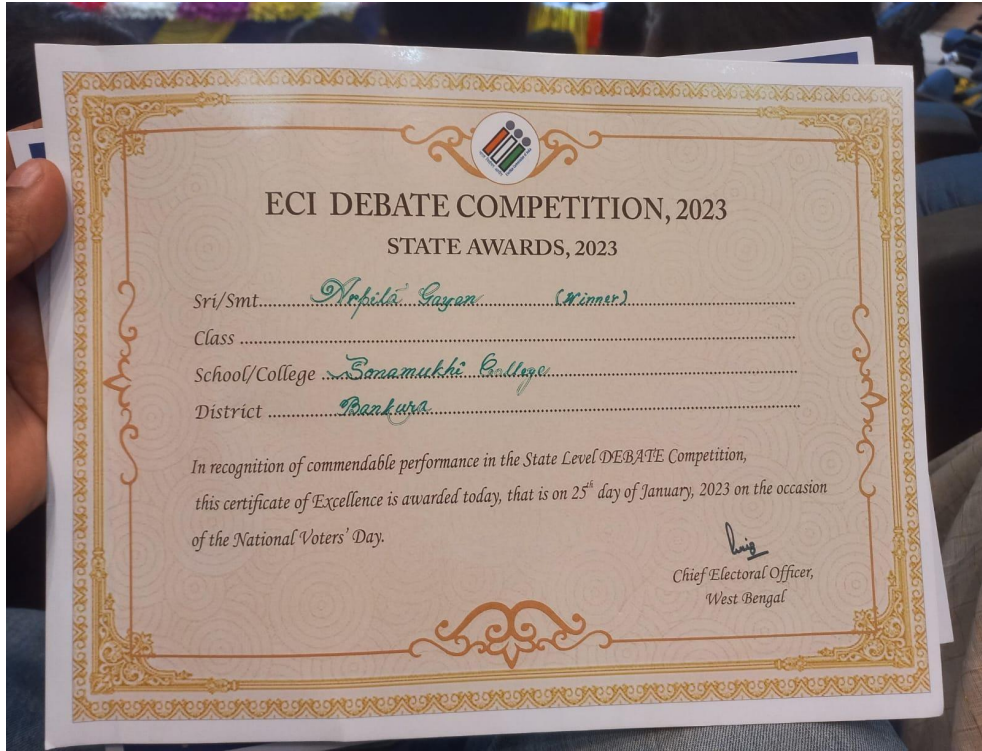 ECI DEBATE COMPETITION, 2023
STATE AWARDS, 2023
Sri/Smt.....Arpita Gayen (Winner)
Class
School/College Sonamukhi College
District Bankura
In recognition of commendable performance in the State Level DEBATE Competition,
this certificate of Excellence is awarded today, that is on 25th day of January, 2023 on the occasion
of the National Voters' Day.
Chief Electoral Officer,
West Bengal